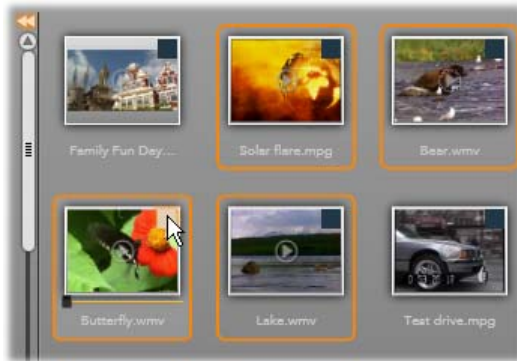 Family Fun Day...
Solar flare.mpg
Bear.wmv
Butterfly.wmv
Lake.wmv
Test drive.mpg